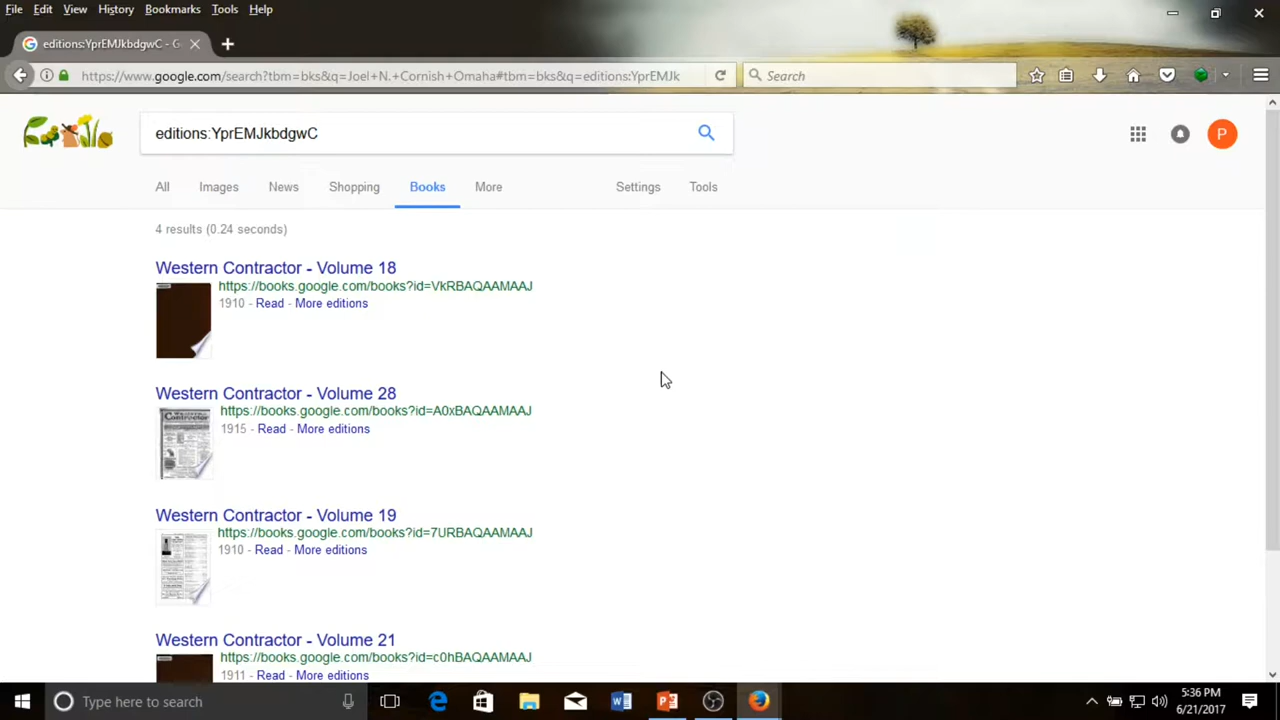 File Edit View History Bookmarks Tools Help
editions:YprEMJkbdgwC - G
https://www.google.com/search?tbm=bks&q=Joel+N.+Cornish+Omaha#tbm=bks&q=editions:YprEMJk
Search
editions:YprEMJkbdgwC
P
All Images News Shopping Books More Settings Tools
4 results (0.24 seconds)
Western Contractor - Volume 18
https://books.google.com/books?id=VkRBAQAAMAAJ
1910 - Read - More editions
Western Contractor - Volume 28
https://books.google.com/books?id=A0xBAQAAMAAJ
Contractor
1915 - Read - More editions
Western Contractor - Volume 19
https://books.google.com/books?id=7URBAQAAMAAJ
1910 - Read - More editions
Western Contractor - Volume 21
https://books.google.com/books?id=c0hBAQAAMAAJ
1911 - Read - More editions
Type here to search
5:36 PM
6/21/2017